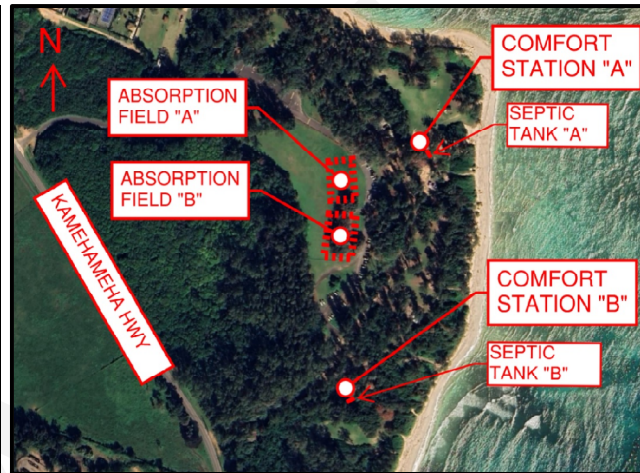 N
COMFORT
STATION "A"
ABSORPTION
FIELD "A"
SEPTIC
TANK "A"
ABSORPTION
FIELD "B"
KAMEHAMEHA HWY
COMFORT
STATION "B"
SEPTIC
TANK "B"